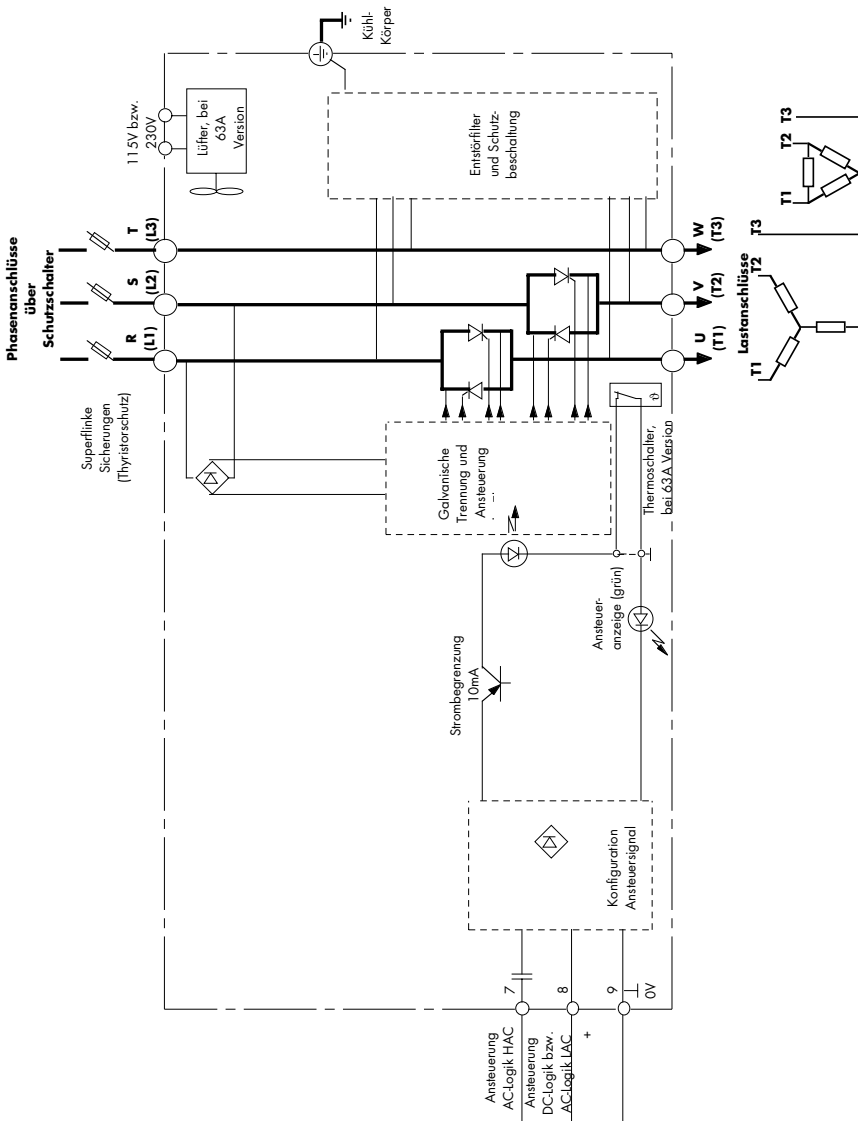 Phasenanschlüsse
über
Schutzschalter
Superflinke
Sicherungen
(Thyristorschutz)
R
(L1)
S
(L2)
T
(L3)
115V bzw.
230V
Lüfter, bei
63A
Version
Kühl-
Körper
Entstörfilter
und Schutz-
beschaltung
Galvanische
Trennung und
Ansteuerung
Thermoschalter,
bei 63A Version
ϑ
U
(T1)
V
(T2)
W
(T3)
Lastanschlüsse
T1
T2
T3
T1
T2
T3
Strombegrenzung
10mA
Ansteuer-
anzeige (grün)
Konfiguration
Ansteuersignal
7
8
9
0V
Ansteuerung
AC-Logik HAC
Ansteuerung
DC-Logik bzw.
AC-Logik LAC
+